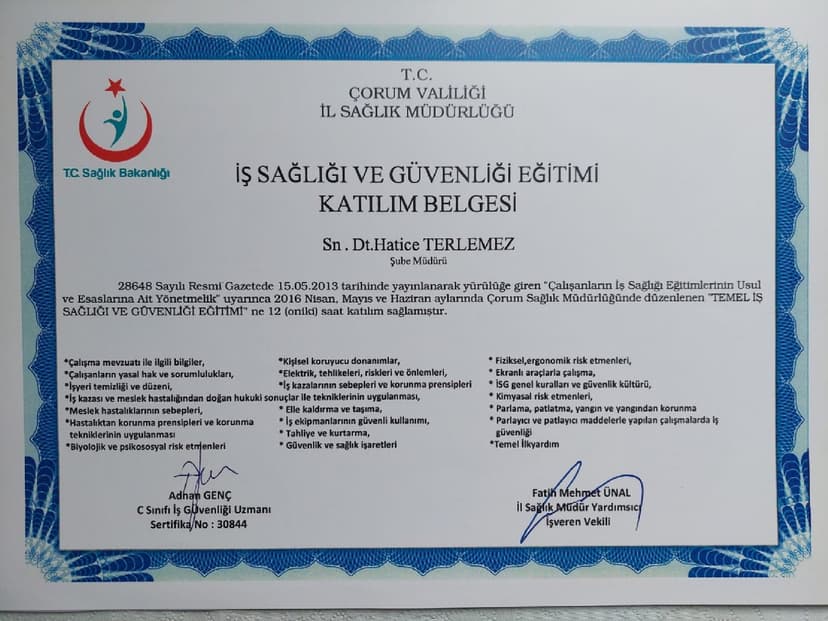 T.C.
ÇORUM VALİLİĞİ
İL SAĞLIK MÜDÜRLÜĞÜ
T.C. Sağlık Bakanlığı
İŞ SAĞLIĞI VE GÜVENLİĞİ EĞİTİMİ
KATILIM BELGESİ
Sn . Dt.Hatice TERLEMEZ
Şube Müdürü
28648 Sayılı Resmi Gazetede 15.05.2013 tarihinde yayınlanarak yürülüğe giren "Çalışanların İş Sağlığı Eğitimlerinin Usul
ve Esaslarına Ait Yönetmelik" uyarınca 2016 Nisan, Mayıs ve Haziran aylarında Çorum Sağlık Müdürlüğünde düzenlenen "TEMEL İŞ
SAĞLIĞI VE GÜVENLİĞİ EĞİTİMİ" ne 12 (oniki) saat katılım sağlamıştır.
*Çalışma mevzuatı ile ilgili bilgiler,
*Çalışanların yasal hak ve sorumlulukları,
*İşyeri temizliği ve düzeni,
*İş kazası ve meslek hastalığından doğan hukuki sonuçlar ile tekniklerinin uygulanması,
*Meslek hastalıklarının sebepleri,
*Hastalıktan korunma prensipleri ve korunma
tekniklerinin uygulanması
*Biyolojik ve psikososyal risk etmenleri
*Kişlsel koruyucu donanımlar,
*Elektrik, tehlikeleri, riskleri ve önlemleri,
*İş kazalarının sebepleri ve korunma prensipleri
* Elle kaldırma ve taşıma,
* İş ekipmanlarının güvenli kullanımı,
* Tahliye ve kurtarma,
* Güvenlik ve sağlık işaretleri
* Fiziksel,ergonomik risk etmenleri,
* Ekranlı araçlarla çalışma,
* İSG genel kuralları ve güvenlik kültürü,
* Kimyasal risk etmenleri,
* Parlama, patlatma, yangın ve yangından korunma
* Parlayıcı ve patlayıcı maddelerle yapılan çalışmalarda iş
güvenliği
*Temel İlkyardım
Adnan GENÇ
C Sınıfı İş Güvenliği Uzmanı
Sertifika No : 30844
Fatih Mehmet ÜNAL
İl Sağlık Müdür Yardımsıcı
İşveren Vekili